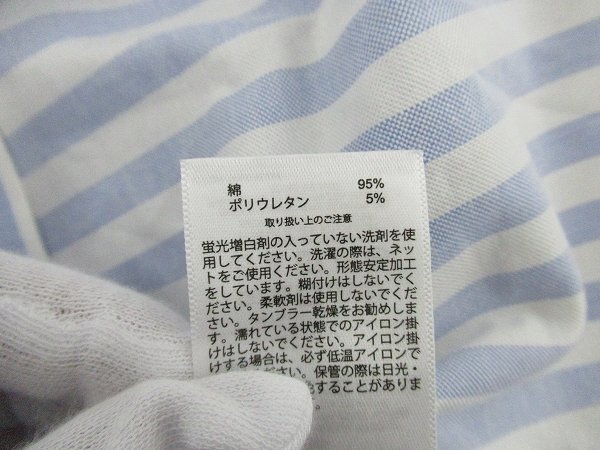 綿 95%
ポリウレタン 5%
取り扱い上のご注意
蛍光増白剤の入っていない洗剤を使
用してください。洗濯の際は、ネッ
トをご使用ください。形態安定加工
をしています。糊付けはしないでく
ださい。柔軟剤は使用しないでくだ
さい。タンブラー乾燥をお勧めしま
す。濡れている状態でのアイロン掛
けはしないでください。アイロン掛
けする場合は、必ず低温アイロンで
ださい。保管の際は日光・
することがありま